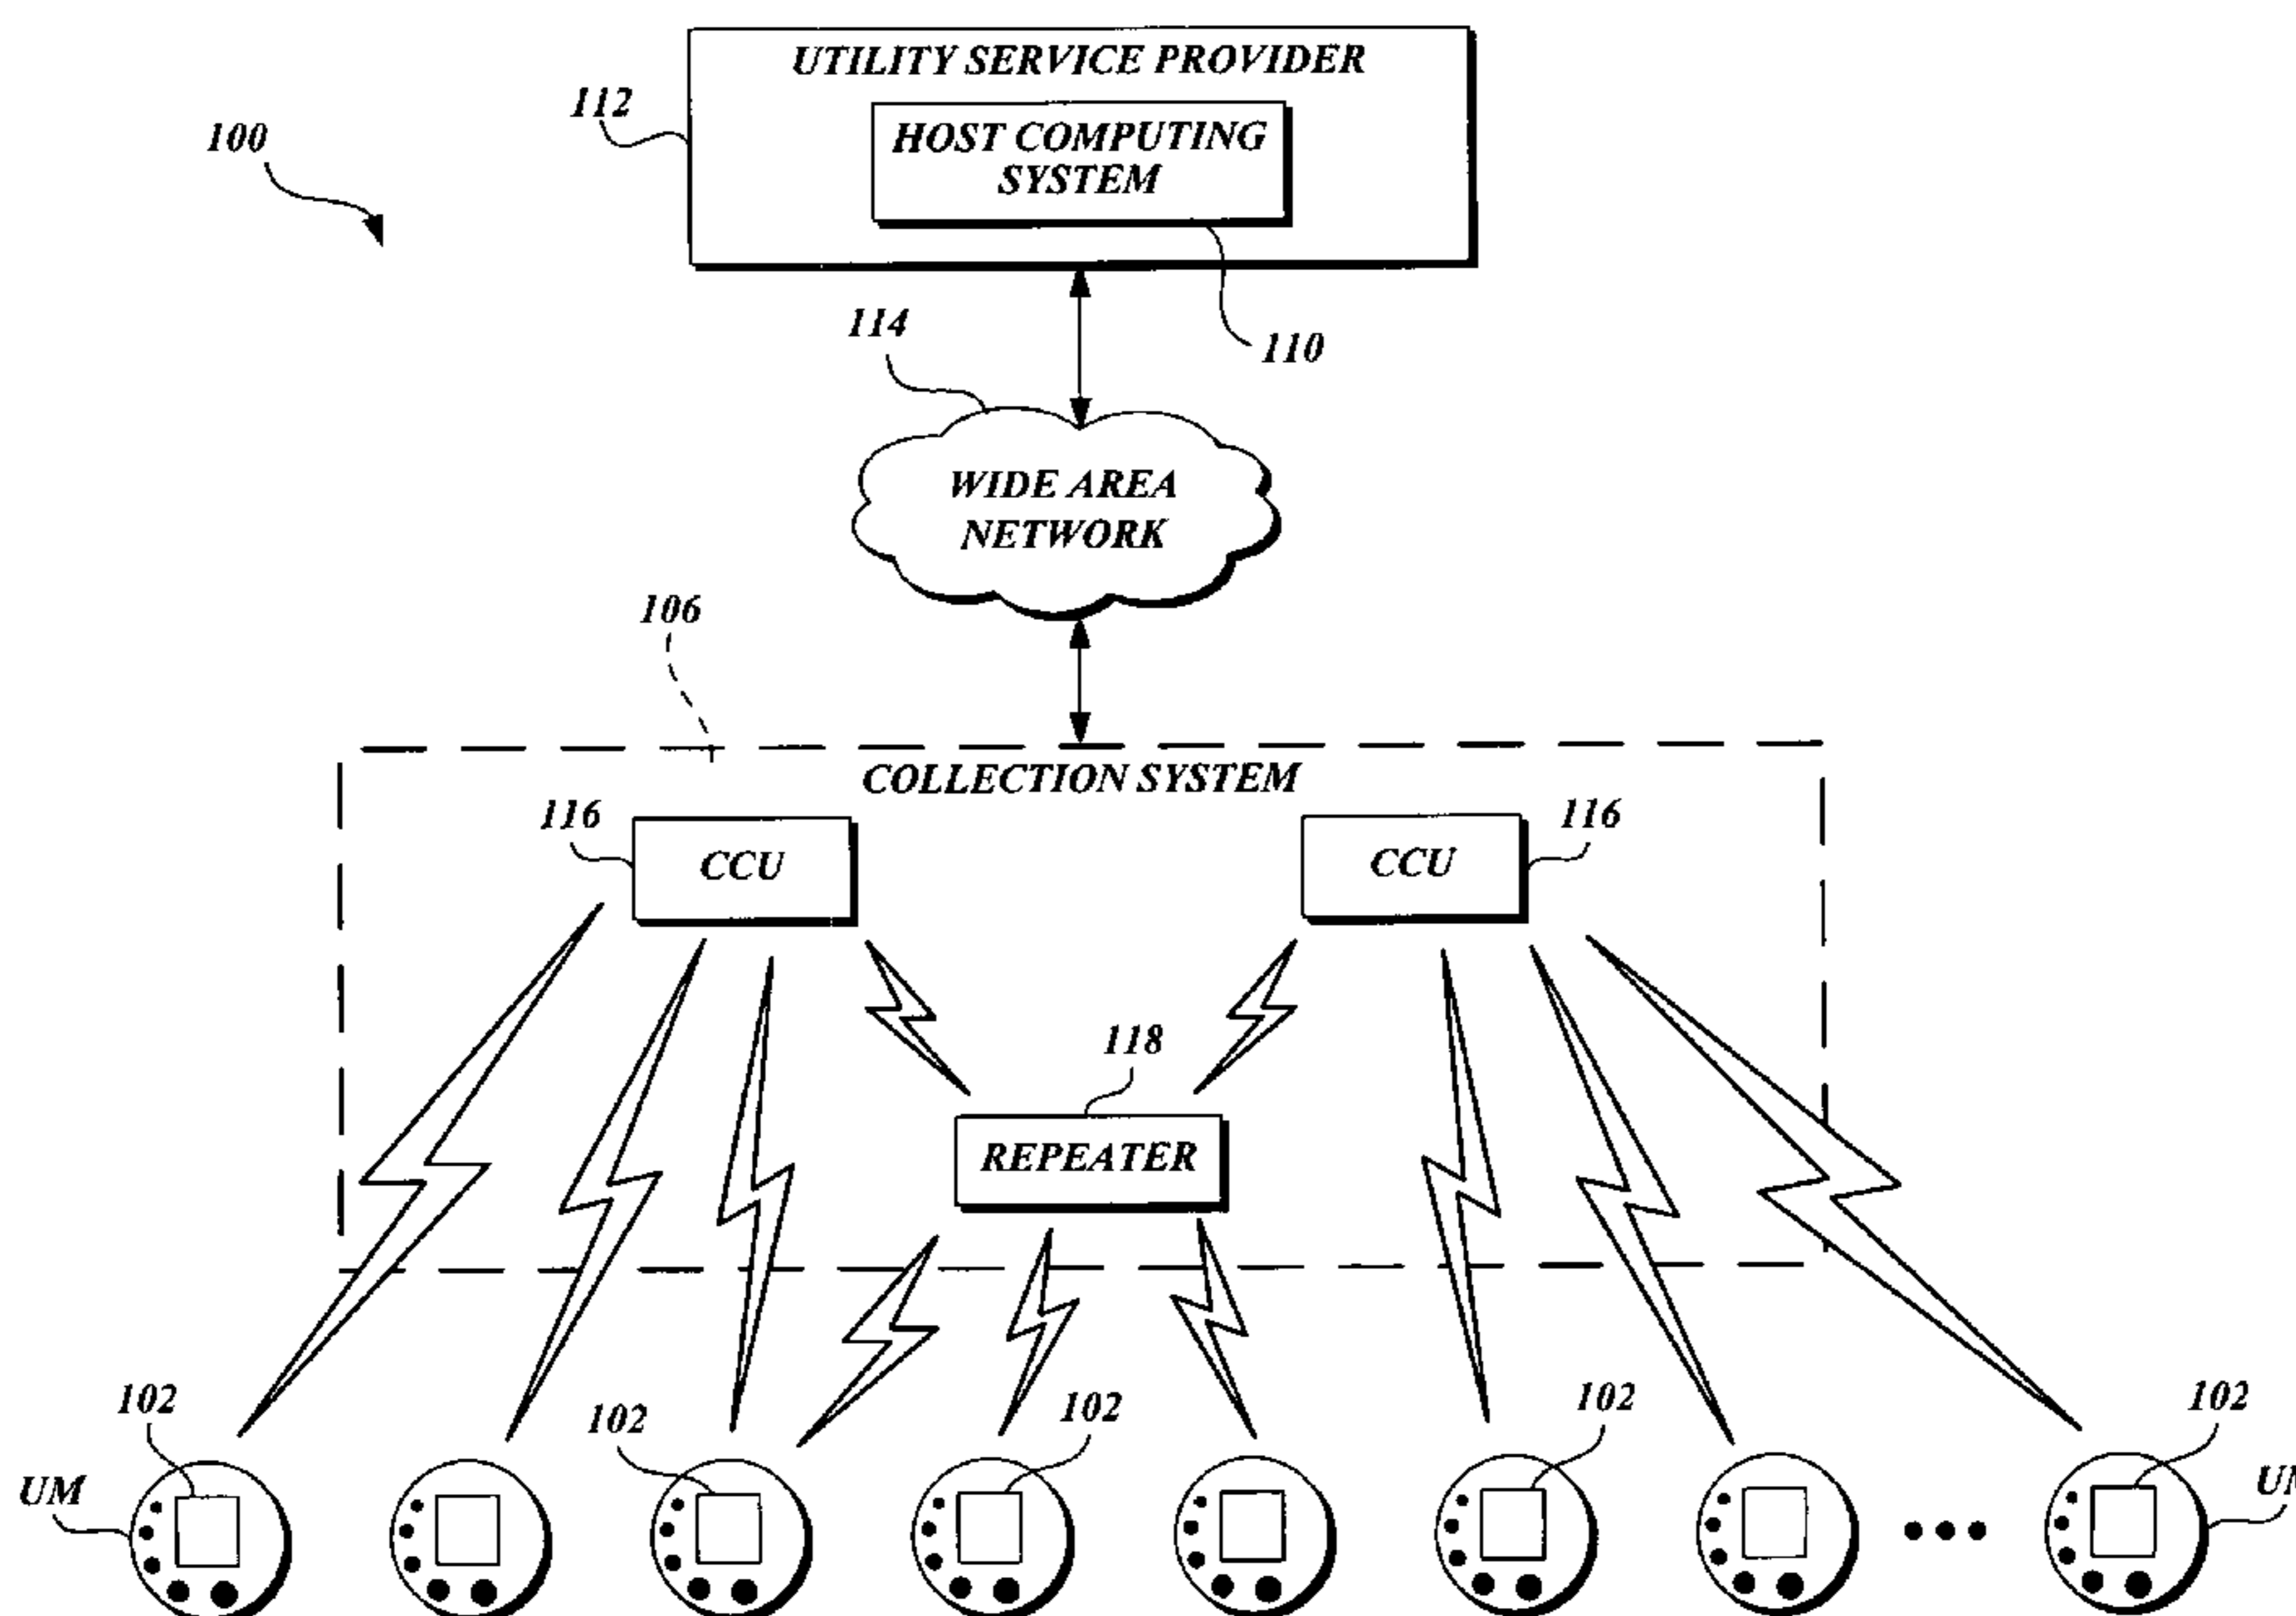 UTILITY SERVICE PROVIDER
112
100
HOST COMPUTING
SYSTEM
114
110
WIDE AREA
NETWORK
106
COLLECTION SYSTEM
116
CCU
CCU
116
118
REPEATER
102
102
102
102
102
UM